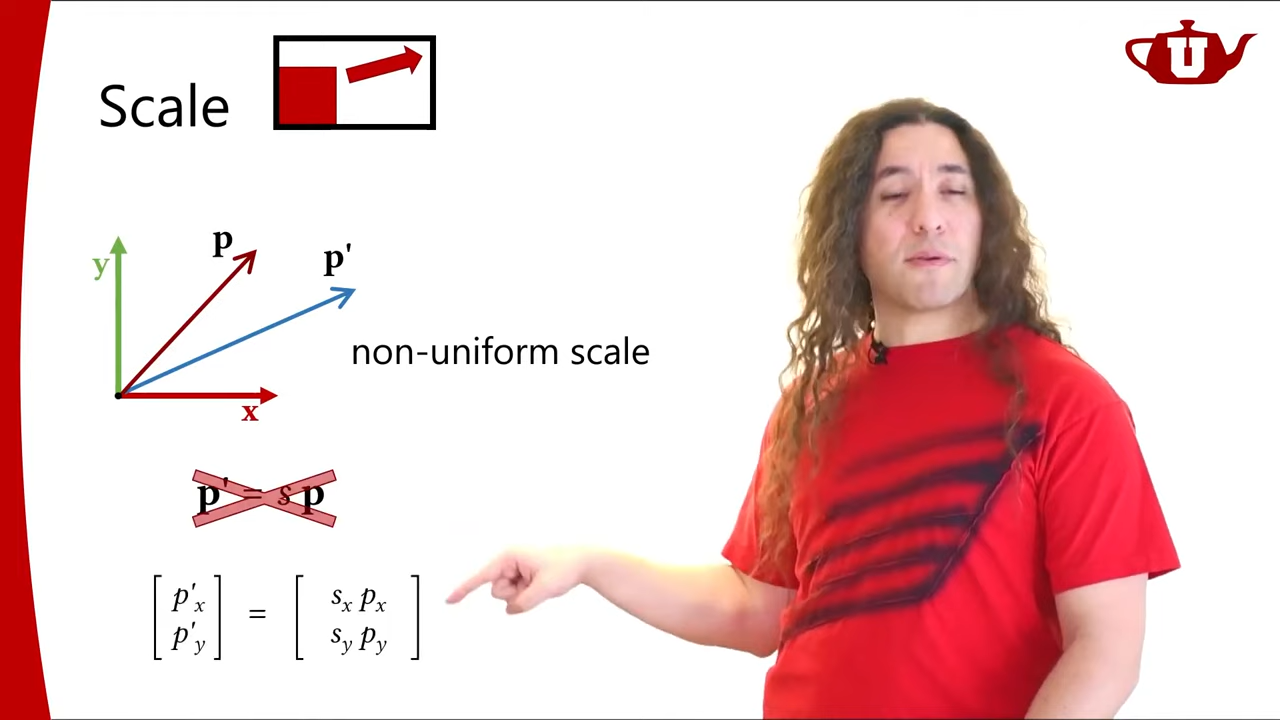 Scale
U
y
p
p'
non-uniform scale
x
p' = s p
[ p'x ] = [ sx px ]
[ p'y ]   [ sy py ]